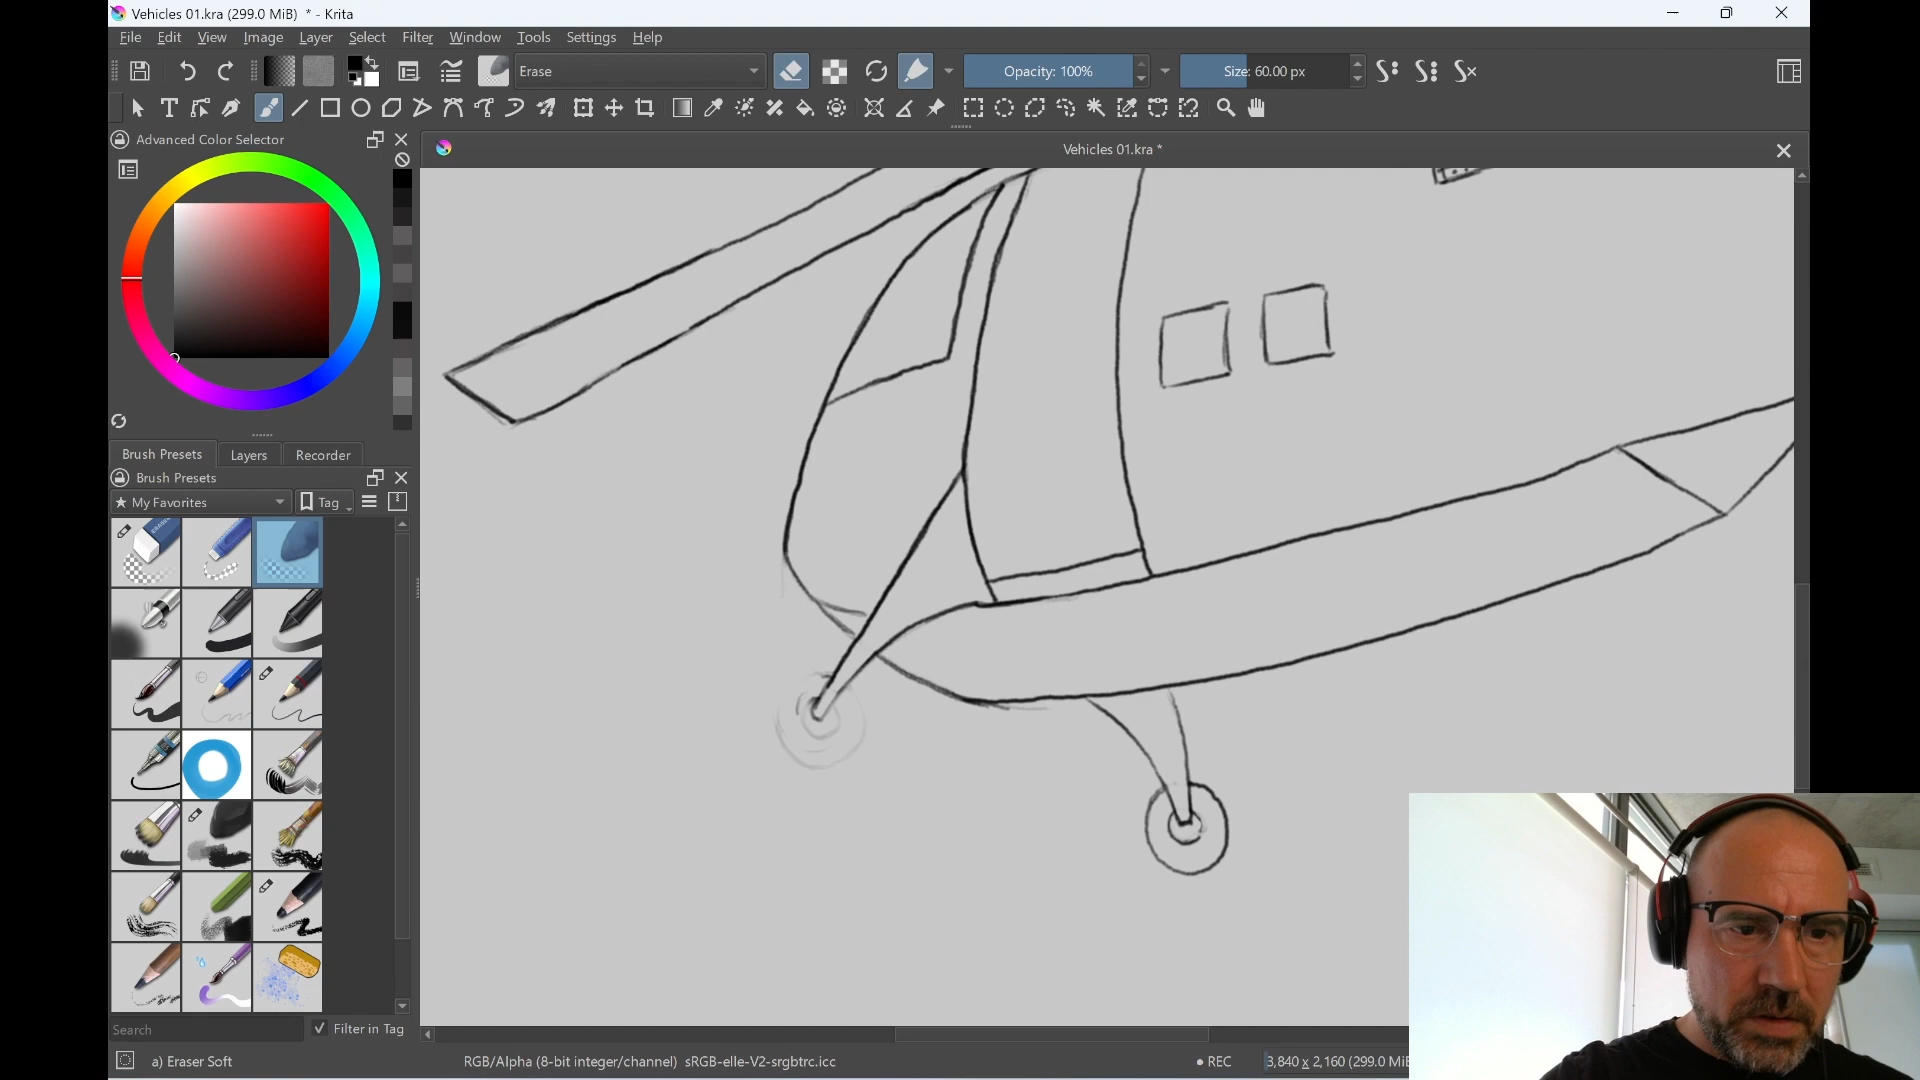 Vehicles 01.kra (299.0 MiB) * - Krita
File Edit View Image Layer Select Filter Window Tools Settings Help
Erase
Opacity: 100%
Size: 60.00 px
Advanced Color Selector
Vehicles 01.kra *
Brush Presets
Layers
Recorder
Brush Presets
★ My Favorites
Tag
Search
Filter in Tag
a) Eraser Soft
RGB/Alpha (8-bit integer/channel) sRGB-elle-V2-srgbtrc.icc
REC
3,840 x 2,160 (299.0 MiB